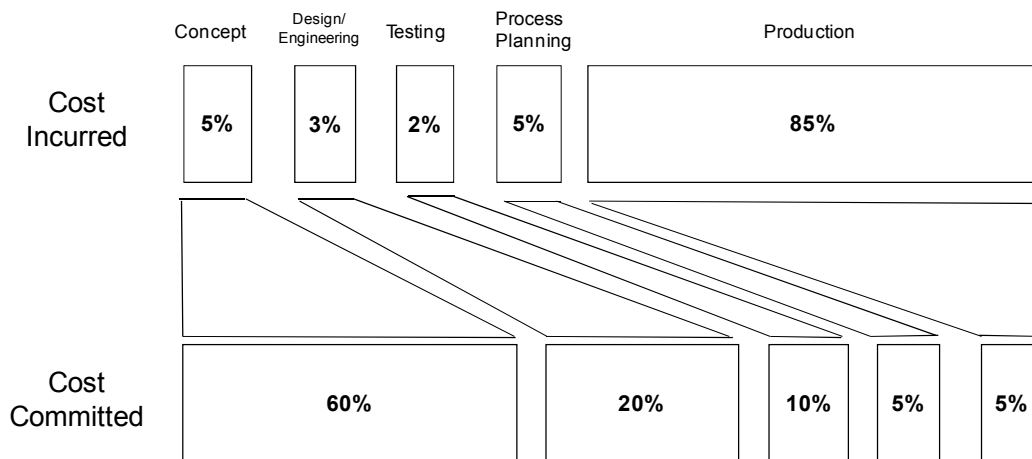 Concept
Design/
Engineering
Testing
Process
Planning
Production
Cost
Incurred
5%
3%
2%
5%
85%
Cost
Committed
60%
20%
10%
5%
5%